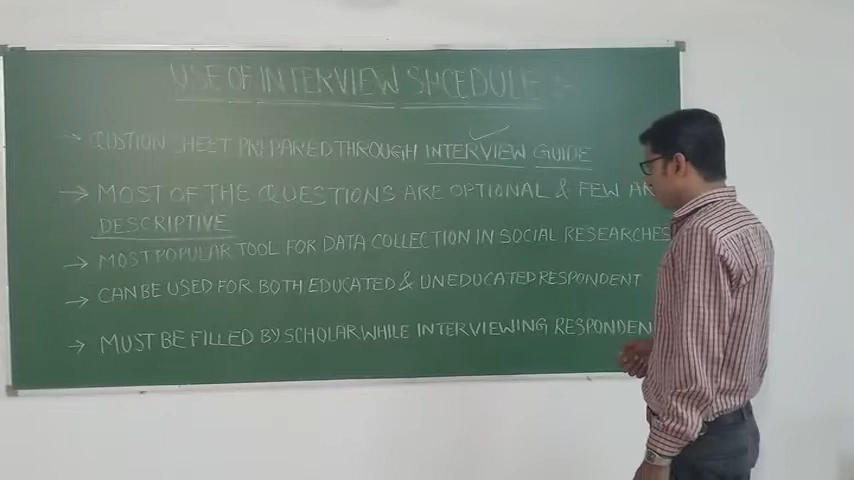 USE OF INTERVIEW SHCEDULE :-
→ QUSTION SHEET PREPARED THROUGH INTERVIEW GUIDE
→ MOST OF THE QUESTIONS ARE OPTIONAL & FEW AR
DESCRIPTIVE
→ MOST POPULAR TOOL FOR DATA COLLECTION IN SOCIAL RESEARCHES
→ CAN BE USED FOR BOTH EDUCATED & UNEDUCATED RESPONDENT
→ MUST BE FILLED BY SCHOLAR WHILE INTERVIEWING RESPONDEN